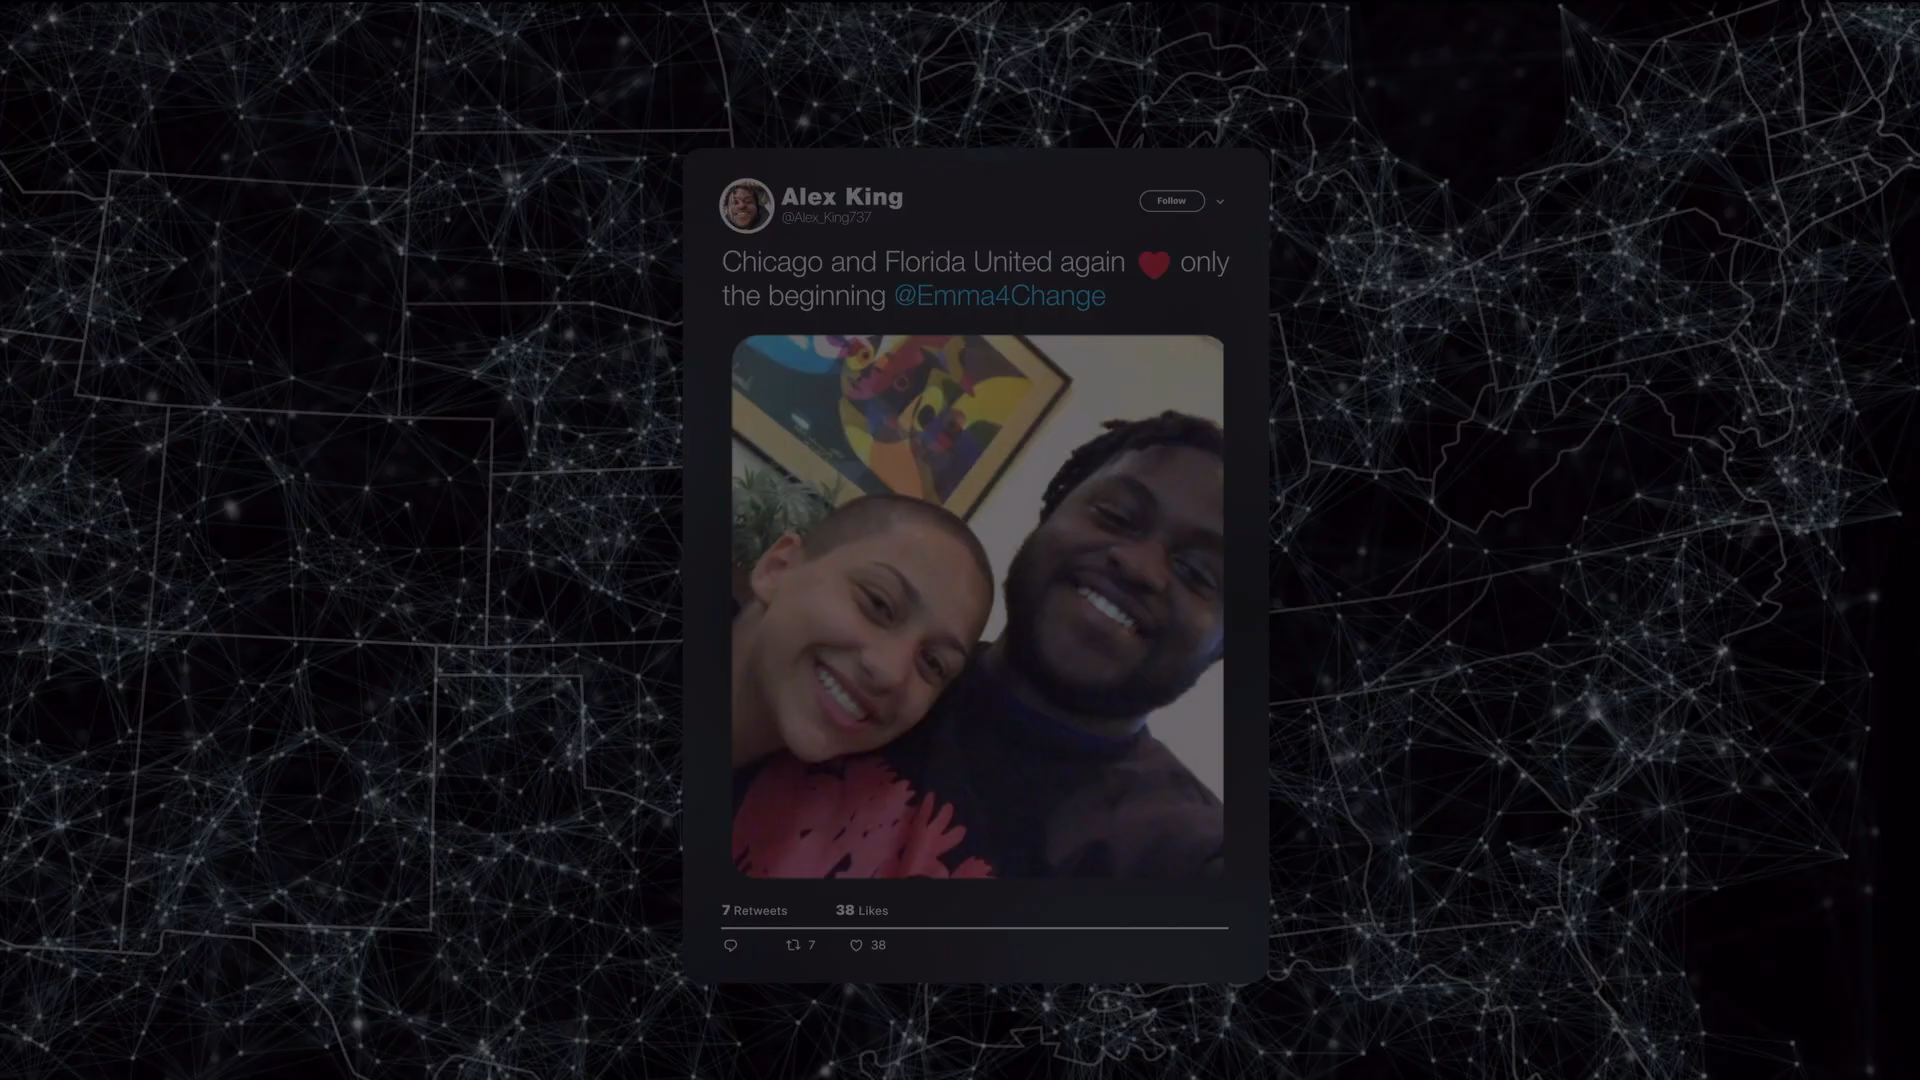 Alex King
@Alex_King737
Follow
Chicago and Florida United again ❤ only
the beginning @Emma4Change
7 Retweets 38 Likes
7 38